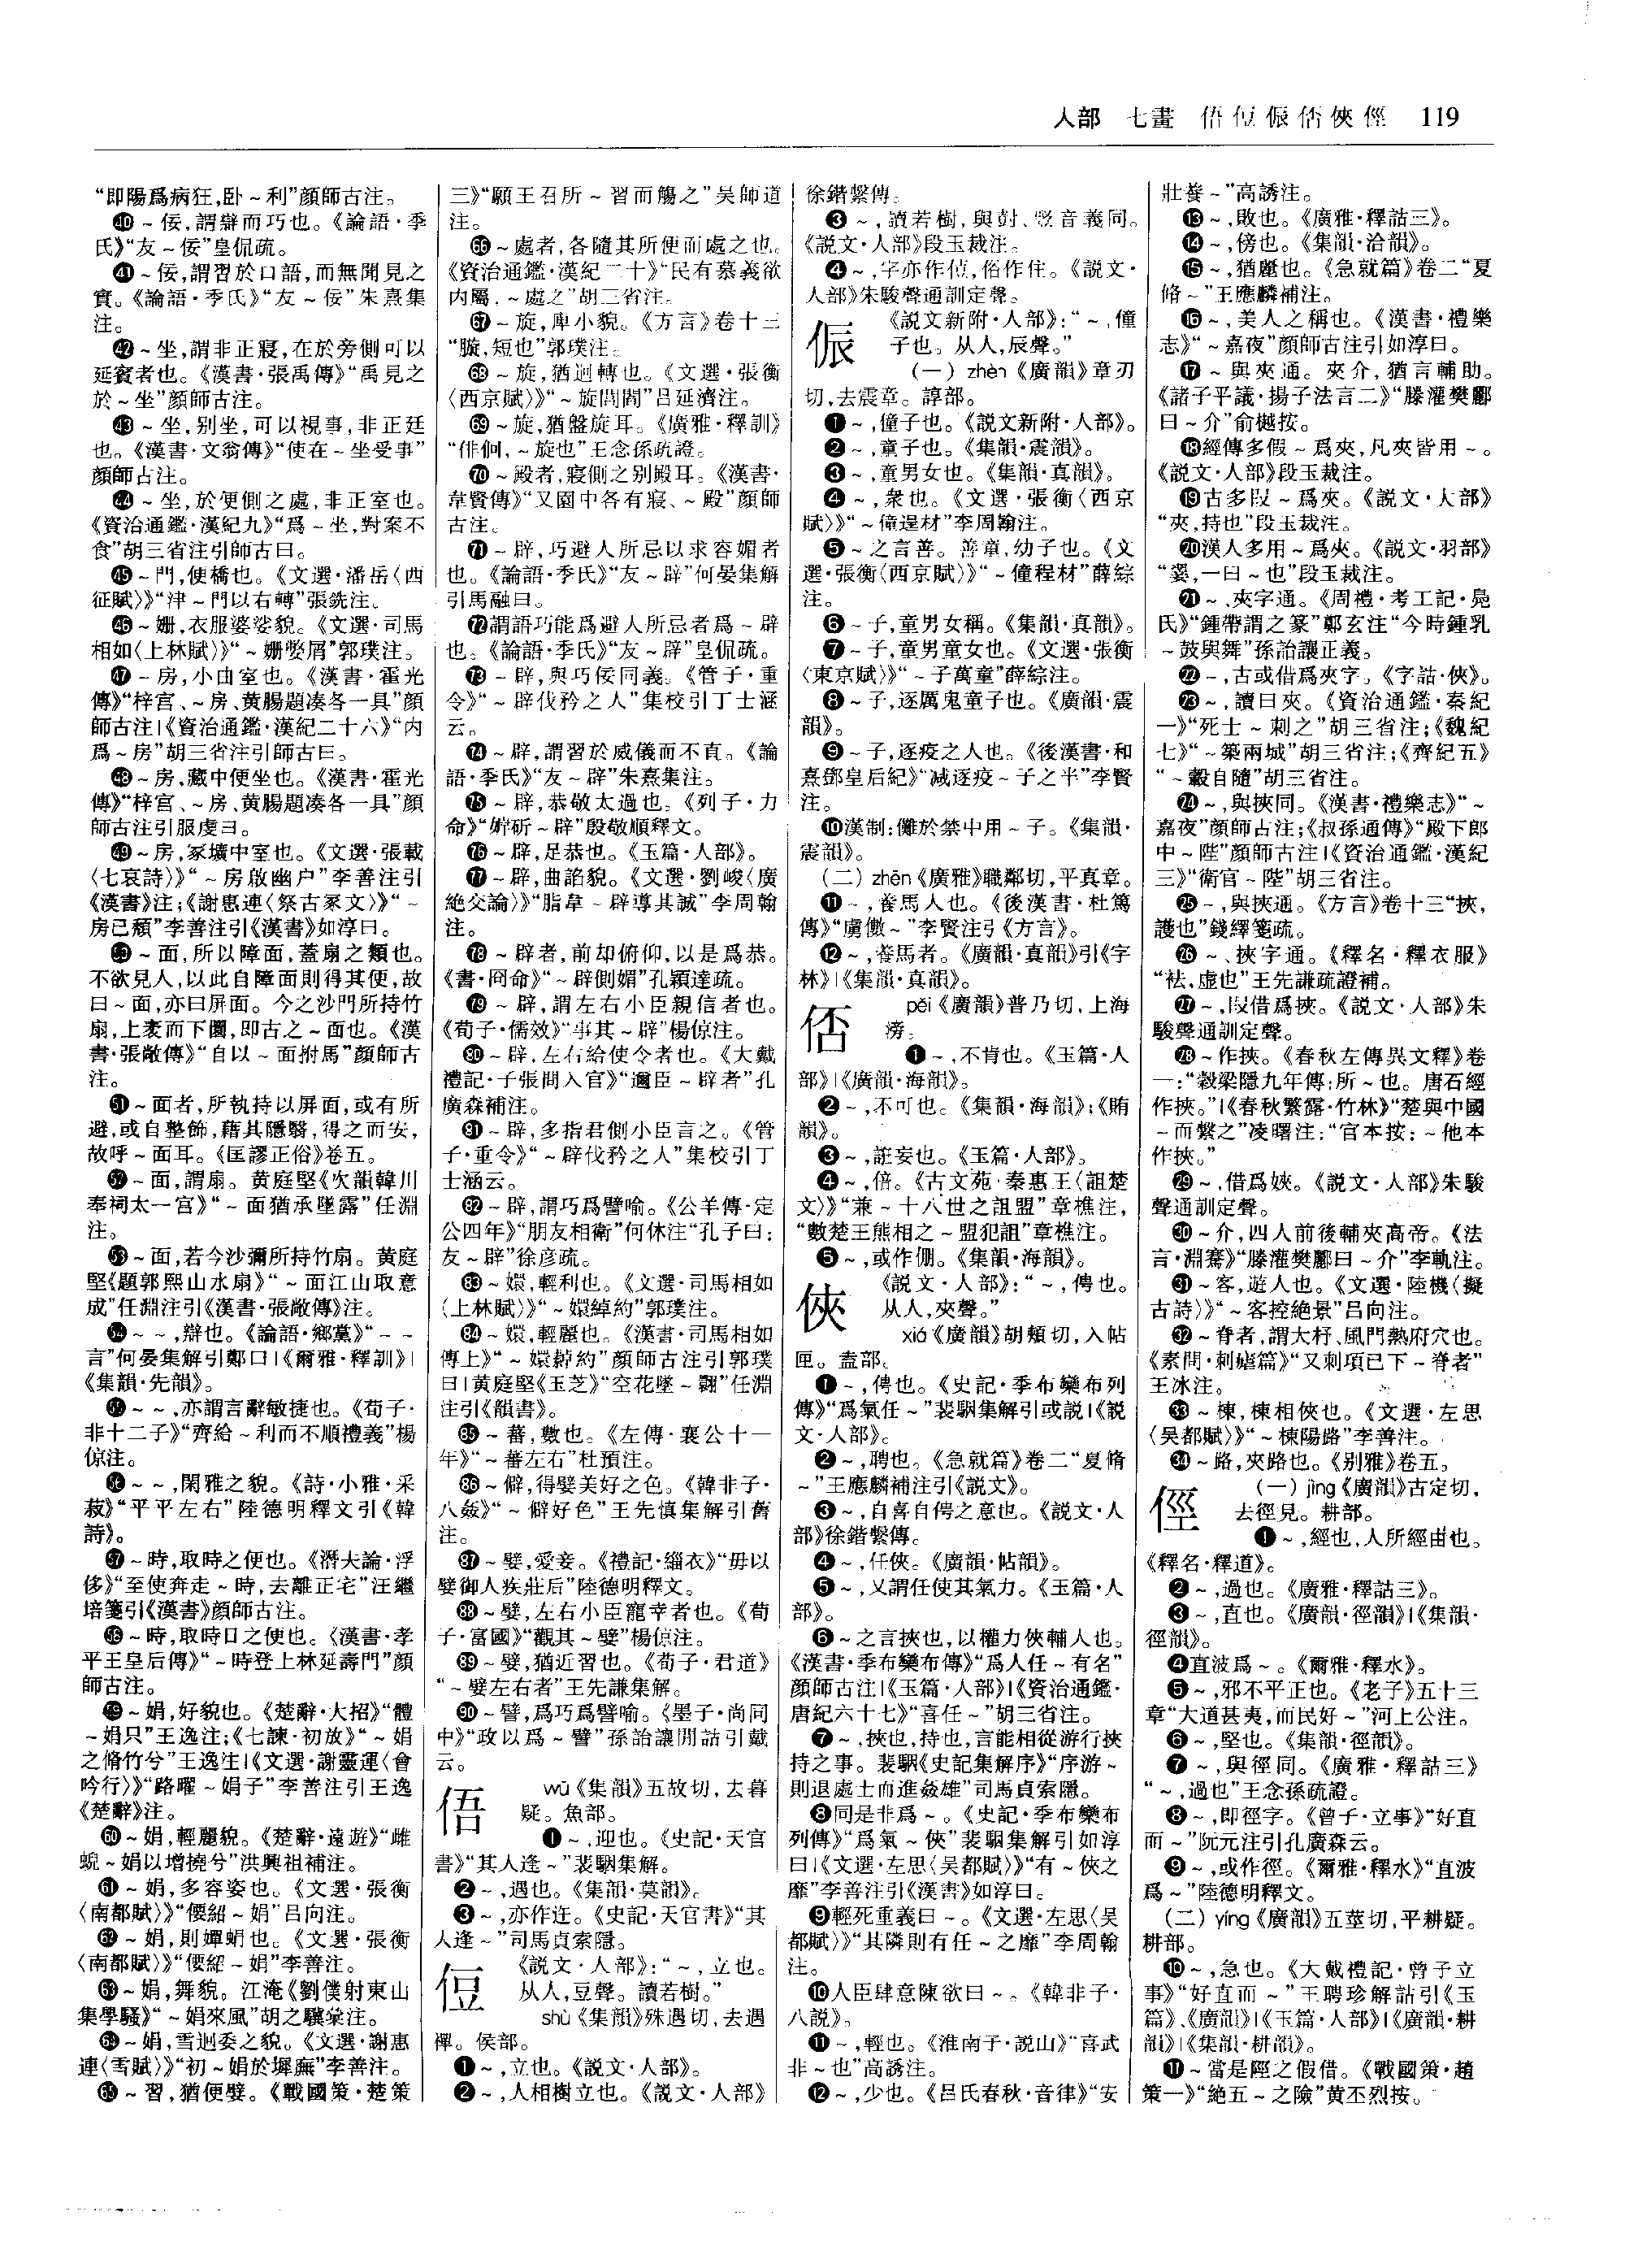 人部 七畫 俉侸侲㕻俠俓 119
“即陽爲病狂,卧～利”顔師古注。
㊵～佞,謂辯而巧也。《論語·季
氏》“友～佞”皇侃疏。
㊶～佞,謂習於口語,而無聞見之
實。《論語·季氏》“友～佞”朱熹集
注。
㊷～坐,謂非正寢,在於旁側可以
延賓者也。《漢書·張禹傳》“禹見之
於～坐”顔師古注。
㊸～坐,别坐,可以視事,非正廷
也。《漢書·文翁傳》“使在～坐受事”
顔師古注。
㊹～坐,於便側之處,非正室也。
《資治通鑑·漢紀九》“爲～坐,對案不
食”胡三省注引師古曰。
㊺～門,便橋也。《文選·潘岳〈西
征賦〉》“津～門以右轉”張銑注。
㊻～姍,衣服婆娑貌。《文選·司馬
相如〈上林賦〉》“～姍嫳屑”郭璞注。
㊼～房,小曲室也。《漢書·霍光
傳》“梓宫、～房、黄腸題凑各一具”顔
師古注|《資治通鑑·漢紀二十六》“内
爲～房”胡三省注引師古曰。
㊽～房,藏中便坐也。《漢書·霍光
傳》“梓宫、～房、黄腸題凑各一具”顔
師古注引服虔曰。
㊾～房,冢壙中室也。《文選·張載
〈七哀詩〉》“～房啟幽户”李善注引
《漢書》注;《謝惠連〈祭古冢文〉》“～
房已頹”李善注引《漢書》如淳曰。
㊿～面,所以障面,蓋扇之類也。
不欲見人,以此自障面則得其便,故
曰～面,亦曰屏面。今之沙門所持竹
扇,上袤而下圜,即古之～面也。《漢
書·張敞傳》“自以～面拊馬”顔師古
注。
51～面者,所執持以屏面,或有所
避,或自整飾,藉其隱翳,得之而安,
故呼～面耳。《匡謬正俗》卷五。
52～面,謂扇。黄庭堅《次韻韓川
奉祠太一宫》“～面猶承墜露”任淵
注。
53～面,若今沙彌所持竹扇。黄庭
堅《題郭熙山水扇》“～面江山取意
成”任淵注引《漢書·張敞傳》注。
54～～,辯也。《論語·鄉黨》“～～
言”何晏集解引鄭曰|《爾雅·釋訓》|
《集韻·先韻》。
55～～,亦謂言辭敏捷也。《荀子·
非十二子》“齊給～利而不順禮義”楊
倞注。
56～～,閑雅之貌。《詩·小雅·采
菽》“平平左右”陸德明釋文引《韓
詩》。
57～時,取時之便也。《潛夫論·浮
侈》“至使奔走～時,去離正宅”汪繼
培箋引《漢書》顔師古注。
58～時,取時日之便也。《漢書·孝
平王皇后傳》“～時登上林延壽門”顔
師古注。
59～娟,好貌也。《楚辭·大招》“體
～娟只”王逸注;《七諫·初放》“～娟
之脩竹兮”王逸注|《文選·謝靈運〈會
吟行〉》“路曜～娟子”李善注引王逸
《楚辭》注。
60～娟,輕麗貌。《楚辭·遠遊》“雌
蜺～娟以增撓兮”洪興祖補注。
61～娟,多容姿也。《文選·張衡
〈南都賦〉》“偠紹～娟”吕向注。
62～娟,則嬋蜎也。《文選·張衡
〈南都賦〉》“偠紹～娟”李善注。
63～娟,舞貌。江淹《劉僕射東山
集學騷》“～娟來風”胡之驥彙注。
64～娟,雪迴委之貌。《文選·謝惠
連〈雪賦〉》“初～娟於墀廡”李善注。
65～習,猶便嬖。《戰國策·楚策
三》“願王召所～習而觴之”吴師道
注。
66～處者,各隨其所便而處之也。
《資治通鑑·漢紀二十》“民有慕義欲
内屬,～處之”胡三省注。
67～旋,庳小貌。《方言》卷十三
“䠣,短也”郭璞注。
68～旋,猶迴轉也。《文選·張衡
〈西京賦〉》“～旋閭閻”吕延濟注。
69～旋,猶盤旋耳。《廣雅·釋訓》
“俳佪,～旋也”王念孫疏證。
70～殿者,寢側之别殿耳。《漢書·
韋賢傳》“又園中各有寢、～殿”顔師
古注。
71～辟,巧避人所忌以求容媚者
也。《論語·季氏》“友～辟”何晏集解
引馬融曰。
72謂語巧能爲避人所忌者爲～辟
也。《論語·季氏》“友～辟”皇侃疏。
73～辟,與巧佞同義。《管子·重
令》“～辟伐矜之人”集校引丁士涵
云。
74～辟,謂習於威儀而不直。《論
語·季氏》“友～辟”朱熹集注。
75～辟,恭敬太過也。《列子·力
命》“㛂斫～辟”殷敬順釋文。
76～辟,足恭也。《玉篇·人部》。
77～辟,曲諂貌。《文選·劉峻〈廣
絶交論〉》“脂韋～辟導其誠”李周翰
注。
78～辟者,前却俯仰,以是爲恭。
《書·冏命》“～辟側媚”孔穎達疏。
79～辟,謂左右小臣親信者也。
《荀子·儒效》“事其～辟”楊倞注。
80～辟,左右給使令者也。《大戴
禮記·子張問入官》“邇臣～辟者”孔
廣森補注。
81～辟,多指君側小臣言之。《管
子·重令》“～辟伐矜之人”集校引丁
士涵云。
82～辟,謂巧爲譬喻。《公羊傳·定
公四年》“朋友相衛”何休注“孔子曰:
友～辟”徐彦疏。
83～嬛,輕利也。《文選·司馬相如
〈上林賦〉》“～嬛綽約”郭璞注。
84～嬛,輕麗也。《漢書·司馬相如
傳上》“～嬛綽約”顔師古注引郭璞
曰|黄庭堅《玉芝》“空花墜～翾”任淵
注引《韻書》。
85～蕃,數也。《左傳·襄公十一
年》“～蕃左右”杜預注。
86～僻,得嬖美好之色。《韓非子·
八姦》“～僻好色”王先慎集解引舊
注。
87～嬖,愛妾。《禮記·緇衣》“毋以
嬖御人疾莊后”陸德明釋文。
88～嬖,左右小臣寵幸者也。《荀
子·富國》“觀其～嬖”楊倞注。
89～嬖,猶近習也。《荀子·君道》
“～嬖左右者”王先謙集解。
90～譬,爲巧爲譬喻。《墨子·尚同
中》“政以爲～譬”孫詒讓閒詁引戴
云。
俉
wù《集韻》五故切,去暮
疑。魚部。
❶～,迎也。《史記·天官
書》“其人逢～”裴駰集解。
❷～,遇也。《集韻·莫韻》。
❸～,亦作迕。《史記·天官書》“其
人逢～”司馬貞索隱。
侸
《説文·人部》:“～,立也。
从人,豆聲。讀若樹。”
shù《集韻》殊遇切,去遇
禪。侯部。
❶～,立也。《説文·人部》。
❷～,人相樹立也。《説文·人部》
徐鍇繫傳。
❸～,讀若樹,與尌、豎音義同。
《説文·人部》段玉裁注。
❹～,字亦作偵,俗作住。《説文·
人部》朱駿聲通訓定聲。
侲
《説文新附·人部》:“～,僮
子也。从人,辰聲。”
(一)zhèn《廣韻》章刃
切,去震章。諄部。
❶～,僮子也。《説文新附·人部》。
❷～,童子也。《集韻·震韻》。
❸～,童男女也。《集韻·真韻》。
❹～,衆也。《文選·張衡〈西京
賦〉》“～僮逞材”李周翰注。
❺～之言善。善童,幼子也。《文
選·張衡〈西京賦〉》“～僮程材”薛綜
注。
❻～子,童男女稱。《集韻·真韻》。
❼～子,童男童女也。《文選·張衡
〈東京賦〉》“～子萬童”薛綜注。
❽～子,逐厲鬼童子也。《廣韻·震
韻》。
❾～子,逐疫之人也。《後漢書·和
熹鄧皇后紀》“减逐疫～子之半”李賢
注。
❿漢制:儺於禁中用～子。《集韻·
震韻》。
(二)zhēn《廣雅》職鄰切,平真章。
⓫～,養馬人也。《後漢書·杜篤
傳》“虜儌～”李賢注引《方言》。
⓬～,養馬者。《廣韻·真韻》引《字
林》|《集韻·真韻》。
㕻
pěi《廣韻》普乃切,上海
滂。
❶～,不肯也。《玉篇·人
部》|《廣韻·海韻》。
❷～,不可也。《集韻·海韻》;《賄
韻》。
❸～,誑妄也。《玉篇·人部》。
❹～,倍。《古文苑·秦惠王〈詛楚
文〉》“兼～十八世之詛盟”章樵注,
“數楚王熊相之～盟犯詛”章樵注。
❺～,或作倗。《集韻·海韻》。
俠
《説文·人部》:“～,俜也。
从人,夾聲。”
xiá《廣韻》胡頰切,入帖
匣。盍部。
❶～,俜也。《史記·季布欒布列
傳》“爲氣任～”裴駰集解引或説|《説
文·人部》。
❷～,聘也。《急就篇》卷二“夏脩
～”王應麟補注引《説文》。
❸～,自喜自俜之意也。《説文·人
部》徐鍇繫傳。
❹～,任俠。《廣韻·帖韻》。
❺～,又謂任使其氣力。《玉篇·人
部》。
❻～之言挾也,以權力俠輔人也。
《漢書·季布欒布傳》“爲人任～有名”
顔師古注|《玉篇·人部》|《資治通鑑·
唐紀六十七》“喜任～”胡三省注。
❼～,挾也,持也,言能相從游行挾
持之事。裴駰《史記集解序》“序游～
則退處士而進姦雄”司馬貞索隱。
❽同是非爲～。《史記·季布欒布
列傳》“爲氣～俠”裴駰集解引如淳
曰|《文選·左思〈吴都賦〉》“有～俠之
靡”李善注引《漢書》如淳曰。
❾輕死重義曰～。《文選·左思〈吴
都賦〉》“其隣則有任～之靡”李周翰
注。
❿人臣肆意陳欲曰～。《韓非子·
八説》。
⓫～,輕也。《淮南子·説山》“喜武
非～也”高誘注。
⓬～,少也。《吕氏春秋·音律》“安
壯養～”高誘注。
⓭～,敗也。《廣雅·釋詁三》。
⓮～,傍也。《集韻·洽韻》。
⓯～,猶麗也。《急就篇》卷二“夏
脩～”王應麟補注。
⓰～,美人之稱也。《漢書·禮樂
志》“～嘉夜”顔師古注引如淳曰。
⓱～與夾通。夾介,猶言輔助。
《諸子平議·揚子法言二》“滕灌樊酈
曰～介”俞樾按。
⓲經傳多假～爲夾,凡夾皆用～。
《説文·人部》段玉裁注。
⓳古多叚～爲夾。《説文·大部》
“夾,持也”段玉裁注。
⓴漢人多用～爲夾。《説文·羽部》
“翣,一曰～也”段玉裁注。
㉑～、夾字通。《周禮·考工記·凫
氏》“鍾帶謂之篆”鄭玄注“今時鍾乳
～鼓與舞”孫詒讓正義。
㉒～,古或借爲夾字。《字詁·俠》。
㉓～,讀曰夾。《資治通鑑·秦紀
一》“死士～刺之”胡三省注;《魏紀
七》“～築兩城”胡三省注;《齊紀五》
“～轂自隨”胡三省注。
㉔～,與挾同。《漢書·禮樂志》“～
嘉夜”顔師古注;《叔孫通傳》“殿下郎
中～陛”顔師古注|《資治通鑑·漢紀
三》“衛官～陛”胡三省注。
㉕～,與挾通。《方言》卷十三“挾,
護也”錢繹箋疏。
㉖～、挾字通。《釋名·釋衣服》
“袪,虚也”王先謙疏證補。
㉗～,叚借爲挾。《説文·人部》朱
駿聲通訓定聲。
㉘～作挾。《春秋左傳異文釋》卷
一:“穀梁隱九年傳:所～也。唐石經
作挾。”|《春秋繁露·竹林》“楚與中國
～而繫之”凌曙注:“官本按:～他本
作挾。”
㉙～,借爲㛍。《説文·人部》朱駿
聲通訓定聲。
㉚～介,四人前後輔夾高帝。《法
言·淵騫》“滕灌樊酈曰～介”李軌注。
㉛～客,遊人也。《文選·陸機〈擬
古詩〉》“～客控絶景”吕向注。
㉜～脊者,謂大杼、風門熱府穴也。
《素問·刺瘧篇》“又刺項已下～脊者”
王冰注。
㉝～棟,棟相俠也。《文選·左思
〈吴都賦〉》“～棟陽路”李善注。
㉞～路,夾路也。《别雅》卷五。
俓
(一)jìng《廣韻》古定切,
去徑見。耕部。
❶～,經也,人所經由也。
《釋名·釋道》。
❷～,過也。《廣雅·釋詁三》。
❸～,直也。《廣韻·徑韻》|《集韻·
徑韻》。
❹直波爲～。《爾雅·釋水》。
❺～,邪不平正也。《老子》五十三
章“大道甚夷,而民好～”河上公注。
❻～,堅也。《集韻·徑韻》。
❼～,與徑同。《廣雅·釋詁三》
“～,過也”王念孫疏證。
❽～,即徑字。《曾子·立事》“好直
而～”阮元注引孔廣森云。
❾～,或作徑。《爾雅·釋水》“直波
爲～”陸德明釋文。
(二)yíng《廣韻》五莖切,平耕疑。
耕部。
❿～,急也。《大戴禮記·曾子立
事》“好直而～”王聘珍解詁引《玉
篇》、《廣韻》|《玉篇·人部》|《廣韻·耕
韻》|《集韻·耕韻》。
⓫～當是陘之假借。《戰國策·趙
策一》“絶五～之險”黄丕烈按。